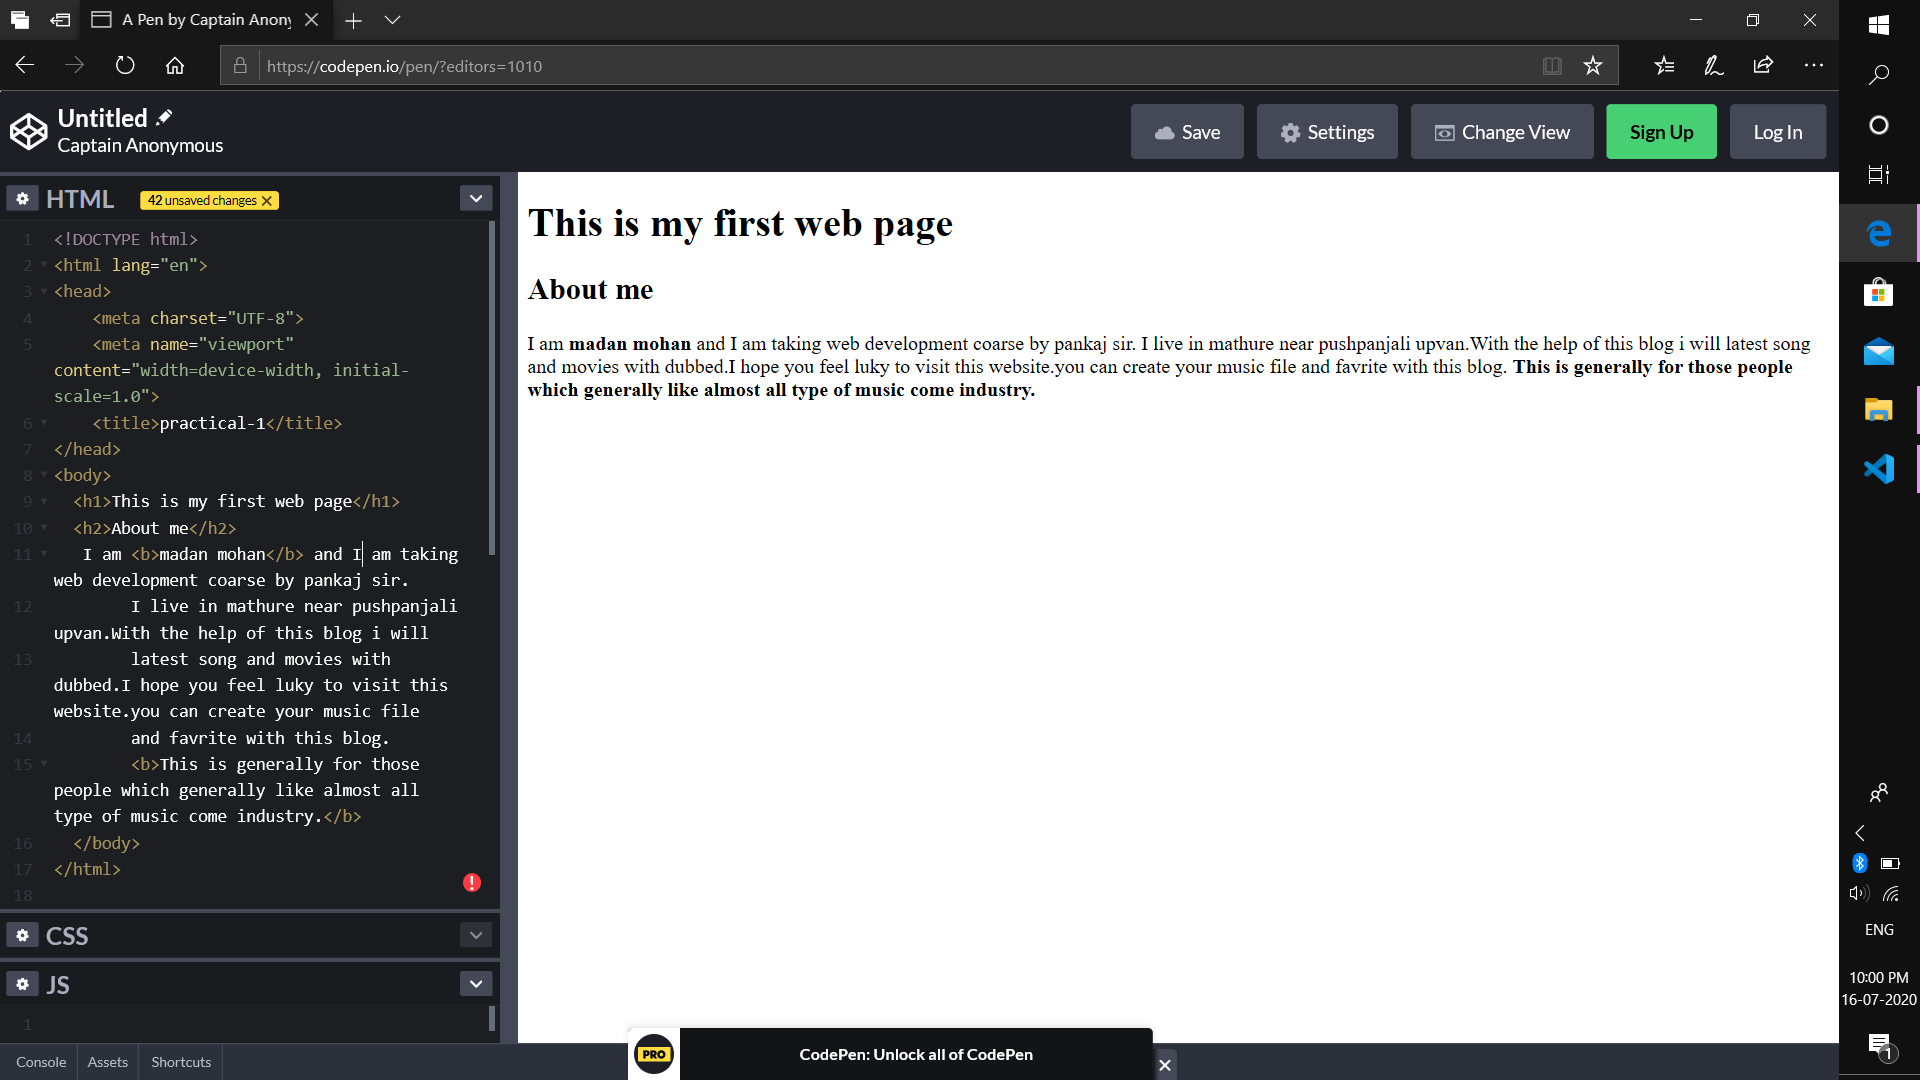 A Pen by Captain Anony
https://codepen.io/pen/?editors=1010
Untitled
Captain Anonymous
Save
Settings
Change View
Sign Up
Log In
HTML
42 unsaved changes
1 <!DOCTYPE html>
2 <html lang="en">
3 <head>
4 <meta charset="UTF-8">
5 <meta name="viewport"
content="width=device-width, initial-
scale=1.0">
6 <title>practical-1</title>
7 </head>
8 <body>
9 <h1>This is my first web page</h1>
10 <h2>About me</h2>
11 I am <b>madan mohan</b> and I am taking
web development coarse by pankaj sir.
12 I live in mathure near pushpanjali
upvan.With the help of this blog i will
13 latest song and movies with
dubbed.I hope you feel luky to visit this
website.you can create your music file
14 and favrite with this blog.
15 <b>This is generally for those
people which generally like almost all
type of music come industry.</b>
16 </body>
17 </html>
18
CSS
JS
1
Console
Assets
Shortcuts
This is my first web page
About me
I am madan mohan and I am taking web development coarse by pankaj sir. I live in mathure near pushpanjali upvan.With the help of this blog i will latest song
and movies with dubbed.I hope you feel luky to visit this website.you can create your music file and favrite with this blog. This is generally for those people
which generally like almost all type of music come industry.
PRO
CodePen: Unlock all of CodePen
ENG
10:00 PM
16-07-2020
1